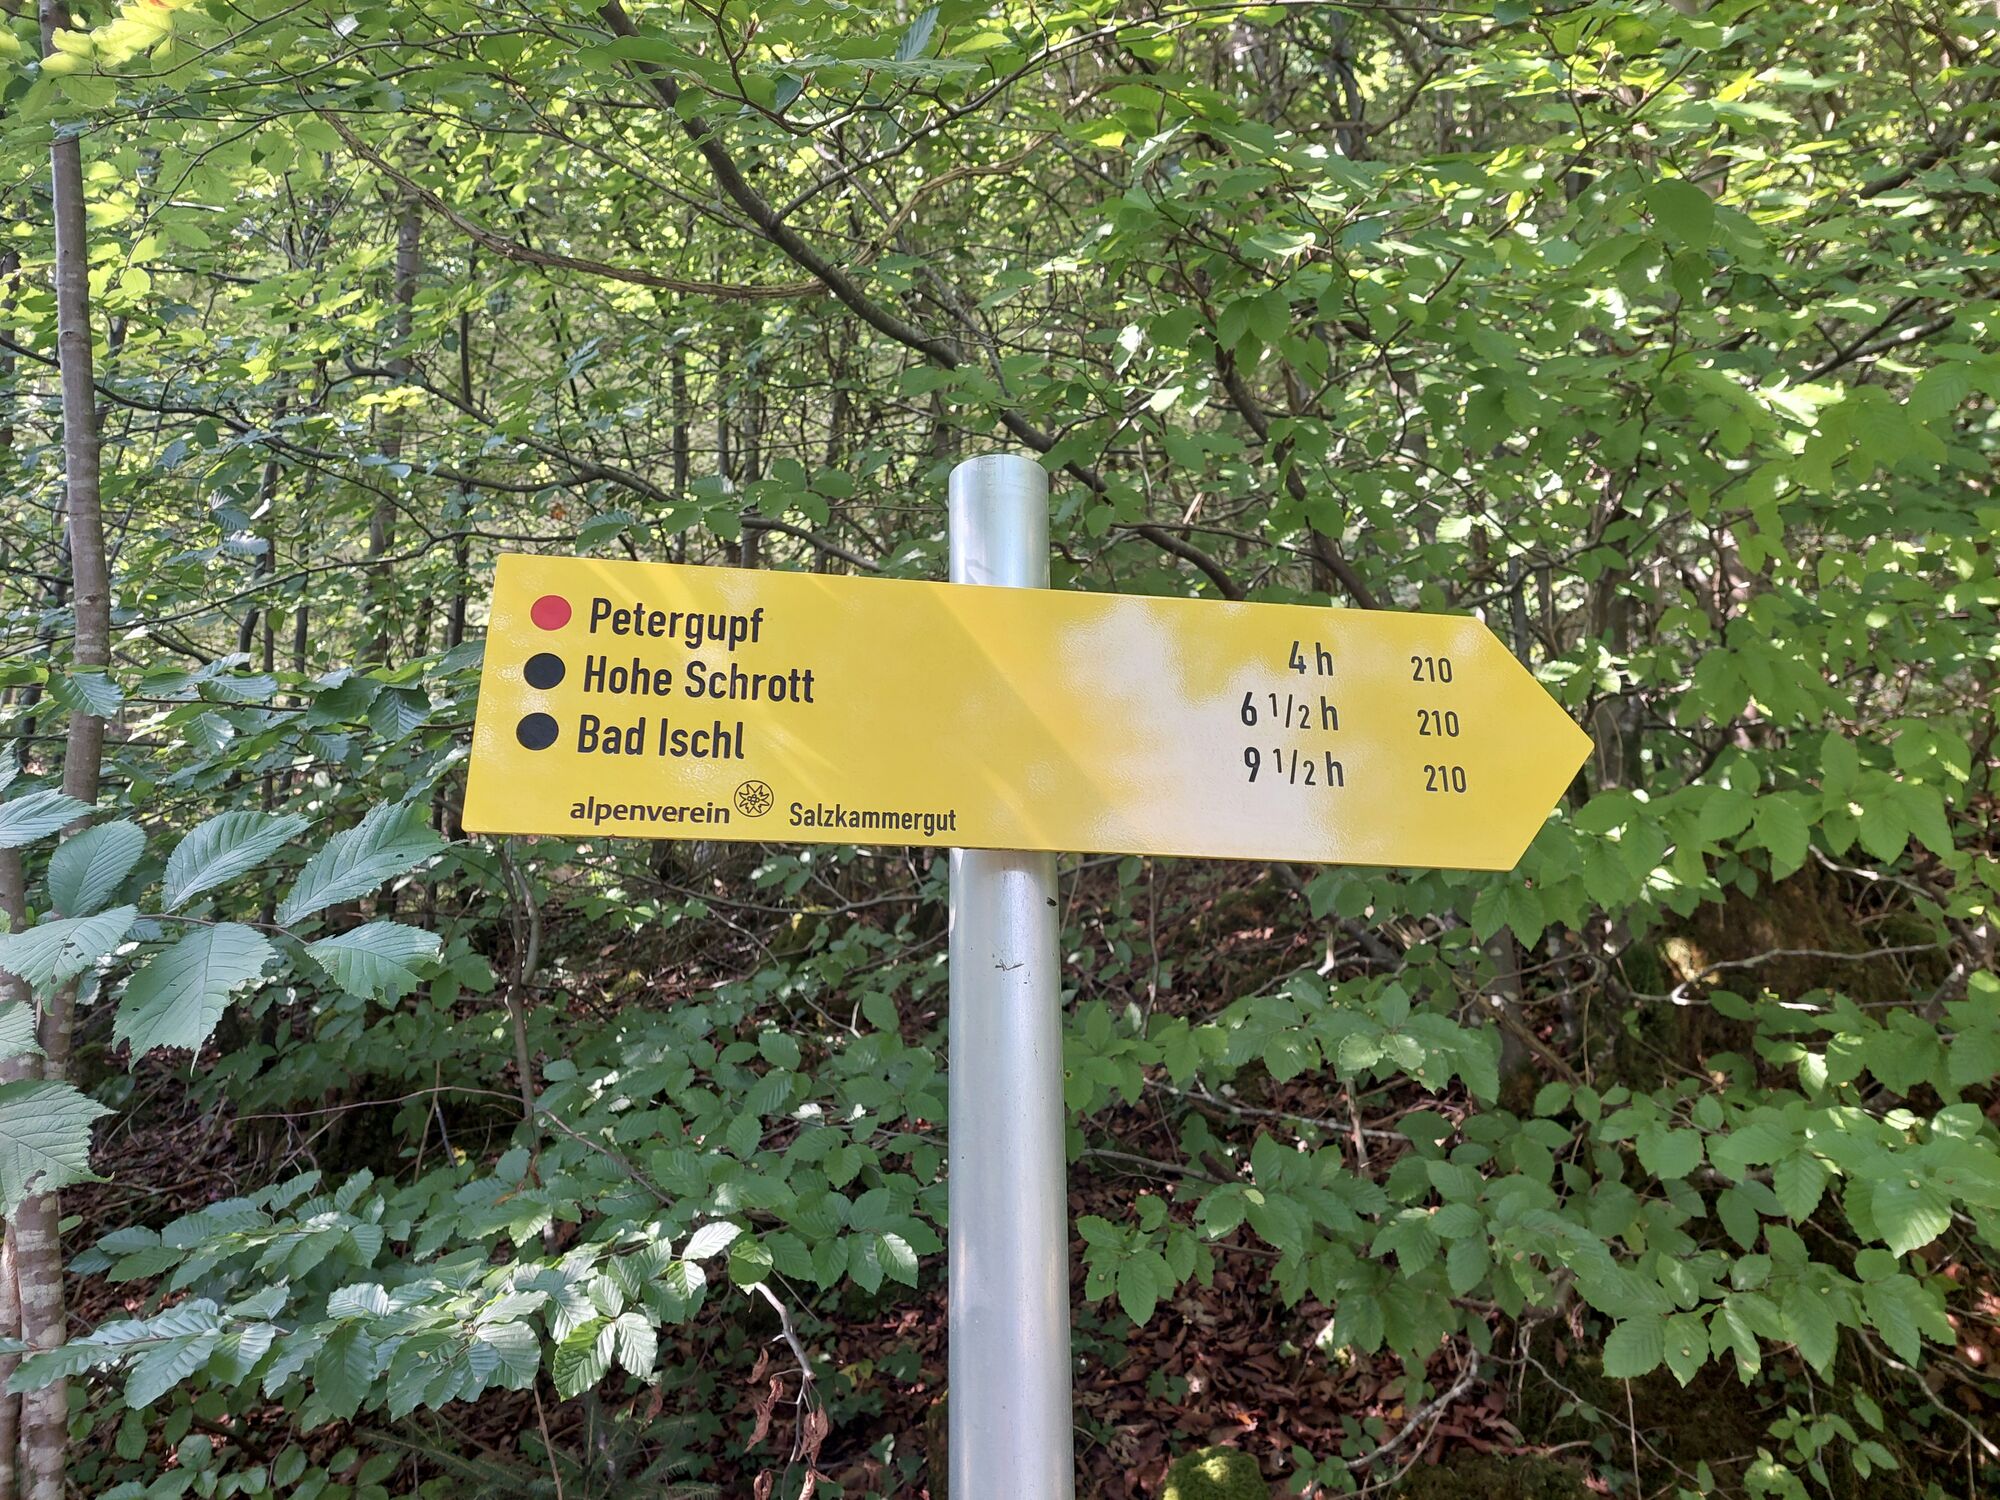 Petergupf 4 h 210
Hohe Schrott 6 1/2 h 210
Bad Ischl 9 1/2 h 210
alpenverein Salzkammergut